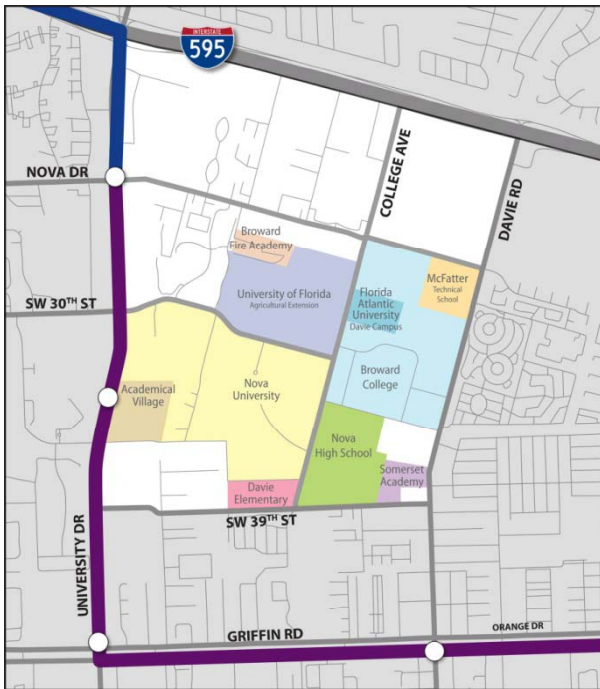 INTERSTATE
595
NOVA DR
COLLEGE AVE
DAVIE RD
Broward
Fire Academy
University of Florida
Agricultural Extension
Florida
Atlantic
University
Davie Campus
McFatter
Technical
School
SW 30TH ST
Academical
Village
Nova
University
Broward
College
Nova
High School
Somerset
Academy
Davie
Elementary
SW 39TH ST
UNIVERSITY DR
GRIFFIN RD
ORANGE DR